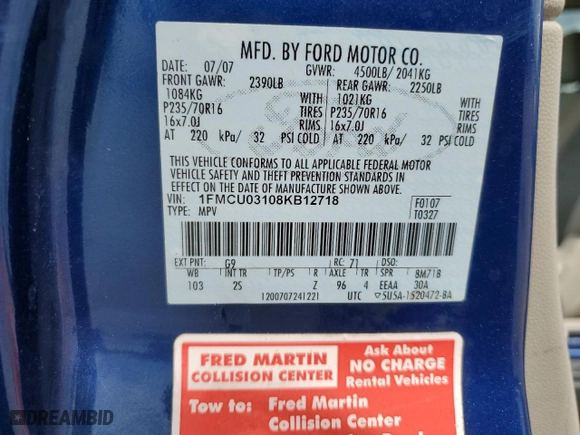 MFD. BY FORD MOTOR CO.
DATE: 07/07 GVWR: 4500LB/ 2041KG
FRONT GAWR: 2390LB REAR GAWR: 2250LB
1084KG WITH 1021KG WITH
P235/70R16 TIRES P235/70R16 TIRES
16x7.0J RIMS 16x7.0J RIMS
AT 220 kPa/ 32 PSI COLD AT 220 kPa/ 32 PSI COLD
THIS VEHICLE CONFORMS TO ALL APPLICABLE FEDERAL MOTOR
VEHICLE SAFETY AND THEFT PREVENTION STANDARDS IN
EFFECT ON THE DATE OF MANUFACTURE SHOWN ABOVE.
VIN: 1FMCU03108KB12718 F0107
TYPE: MPV T0327
EXT PNT: G9 RC: 71 DSO:
WB INT TR TP/PS R AXLE TR SPR 8M71B
103 2S Z 96 4 EEAA 30A
1200707241221 UTC 5U5A-1520472-BA
FRED MARTIN
COLLISION CENTER
Ask About
NO CHARGE
Rental Vehicles
Tow to: Fred Martin
Collision Center
DREAMBID